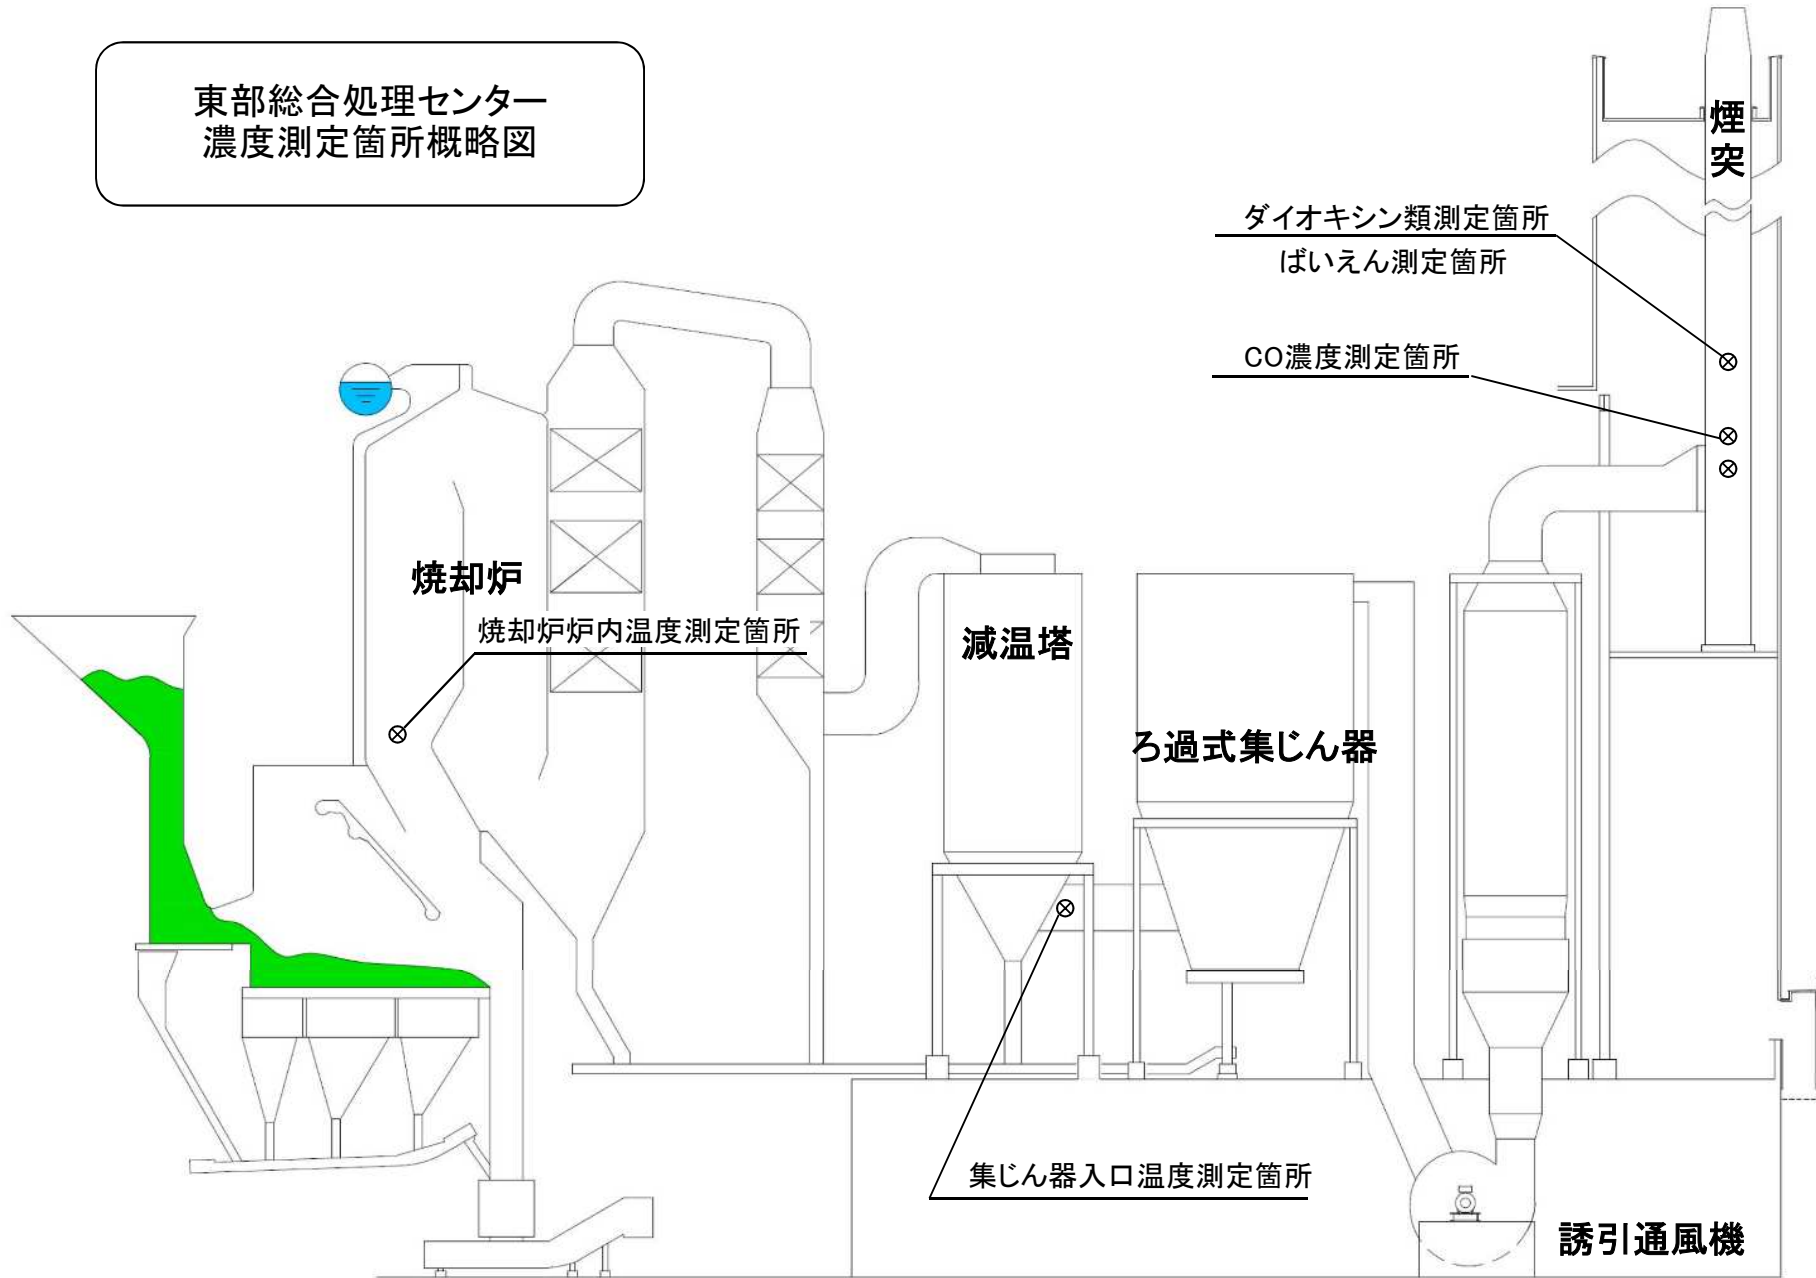 東部総合処理センター
濃度測定箇所概略図
煙
突
ダイオキシン類測定箇所
ばいえん測定箇所
CO濃度測定箇所
焼却炉
焼却炉炉内温度測定箇所
減温塔
ろ過式集じん器
集じん器入口温度測定箇所
誘引通風機